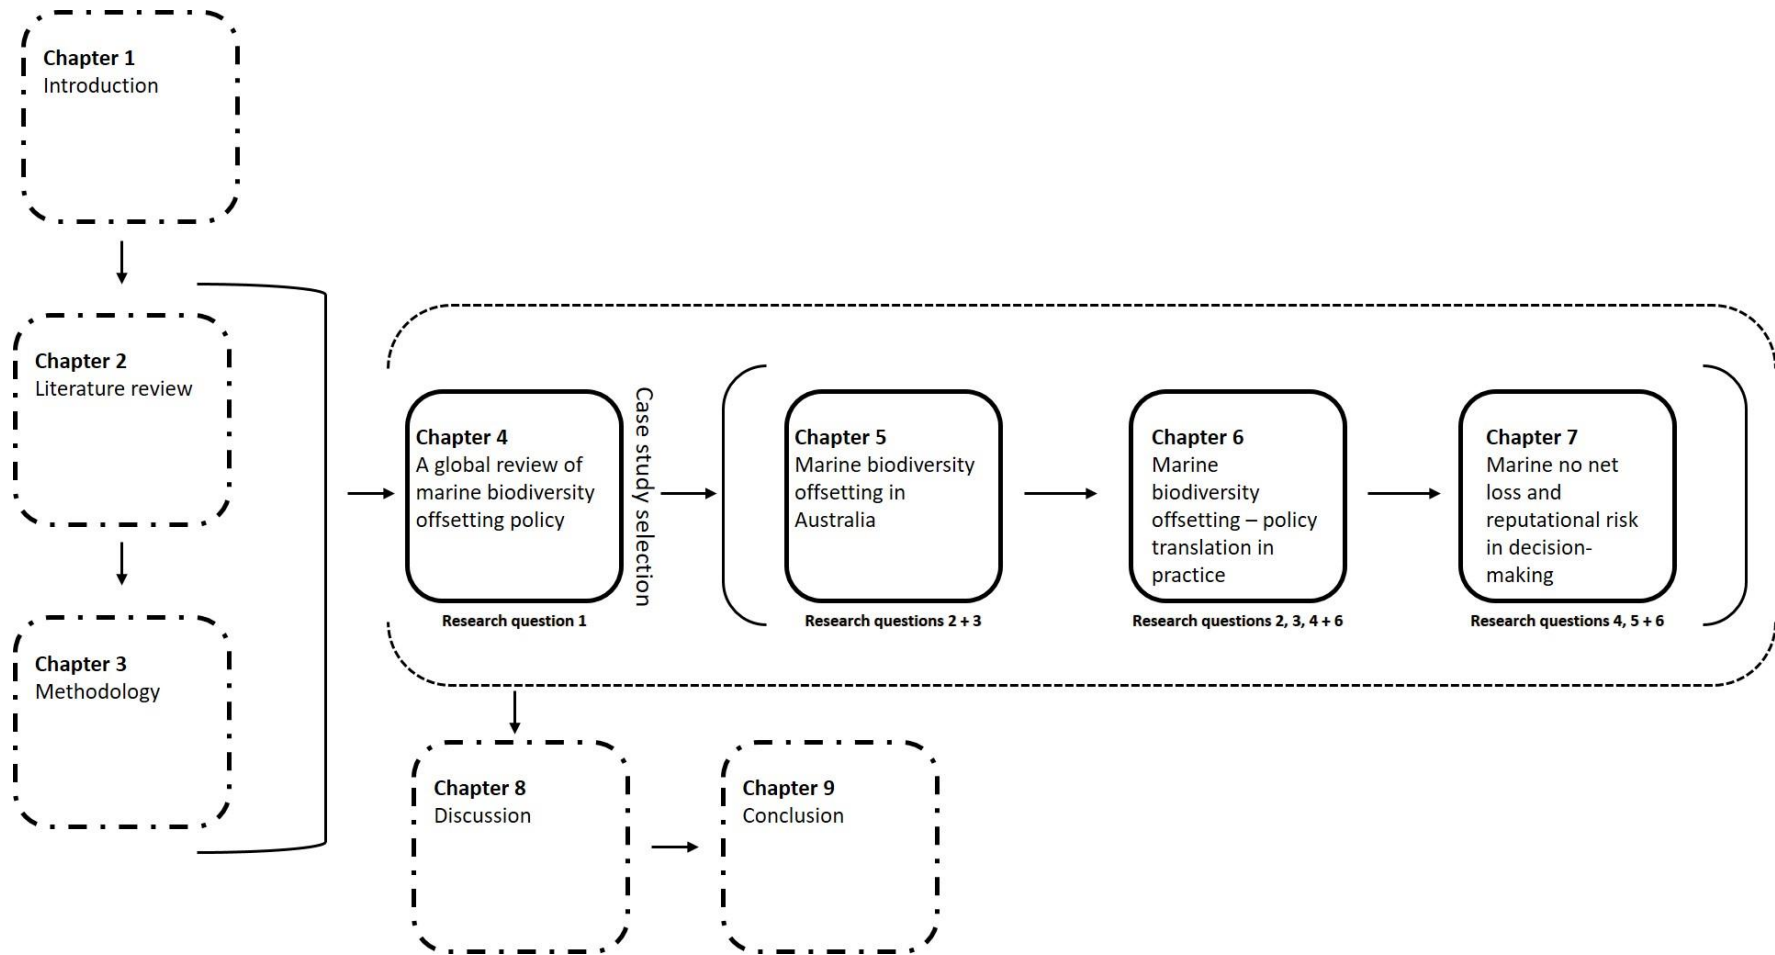 Chapter 1
Introduction
Chapter 2
Literature review
Chapter 3
Methodology
Chapter 4
A global review of
marine biodiversity
offsetting policy
Research question 1
Case study selection
Chapter 5
Marine biodiversity
offsetting in
Australia
Research questions 2 + 3
Chapter 6
Marine
biodiversity
offsetting – policy
translation in
practice
Research questions 2, 3, 4 + 6
Chapter 7
Marine no net
loss and
reputational risk
in decision-
making
Research questions 4, 5 + 6
Chapter 8
Discussion
Chapter 9
Conclusion